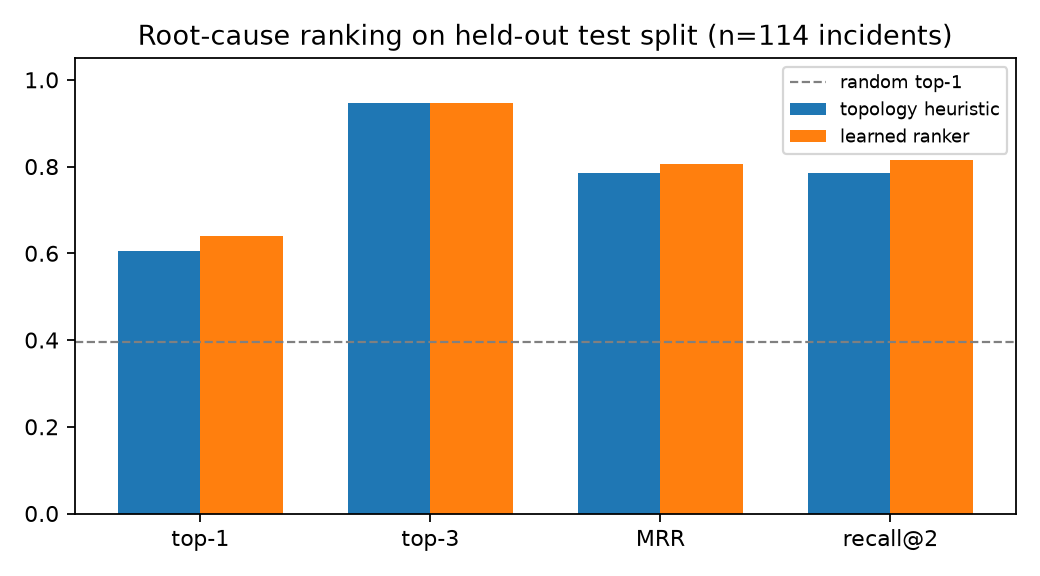 Root-cause ranking on held-out test split (n=114 incidents)
1.0
0.8
0.6
0.4
0.2
0.0
random top-1
topology heuristic
learned ranker
top-1
top-3
MRR
recall@2